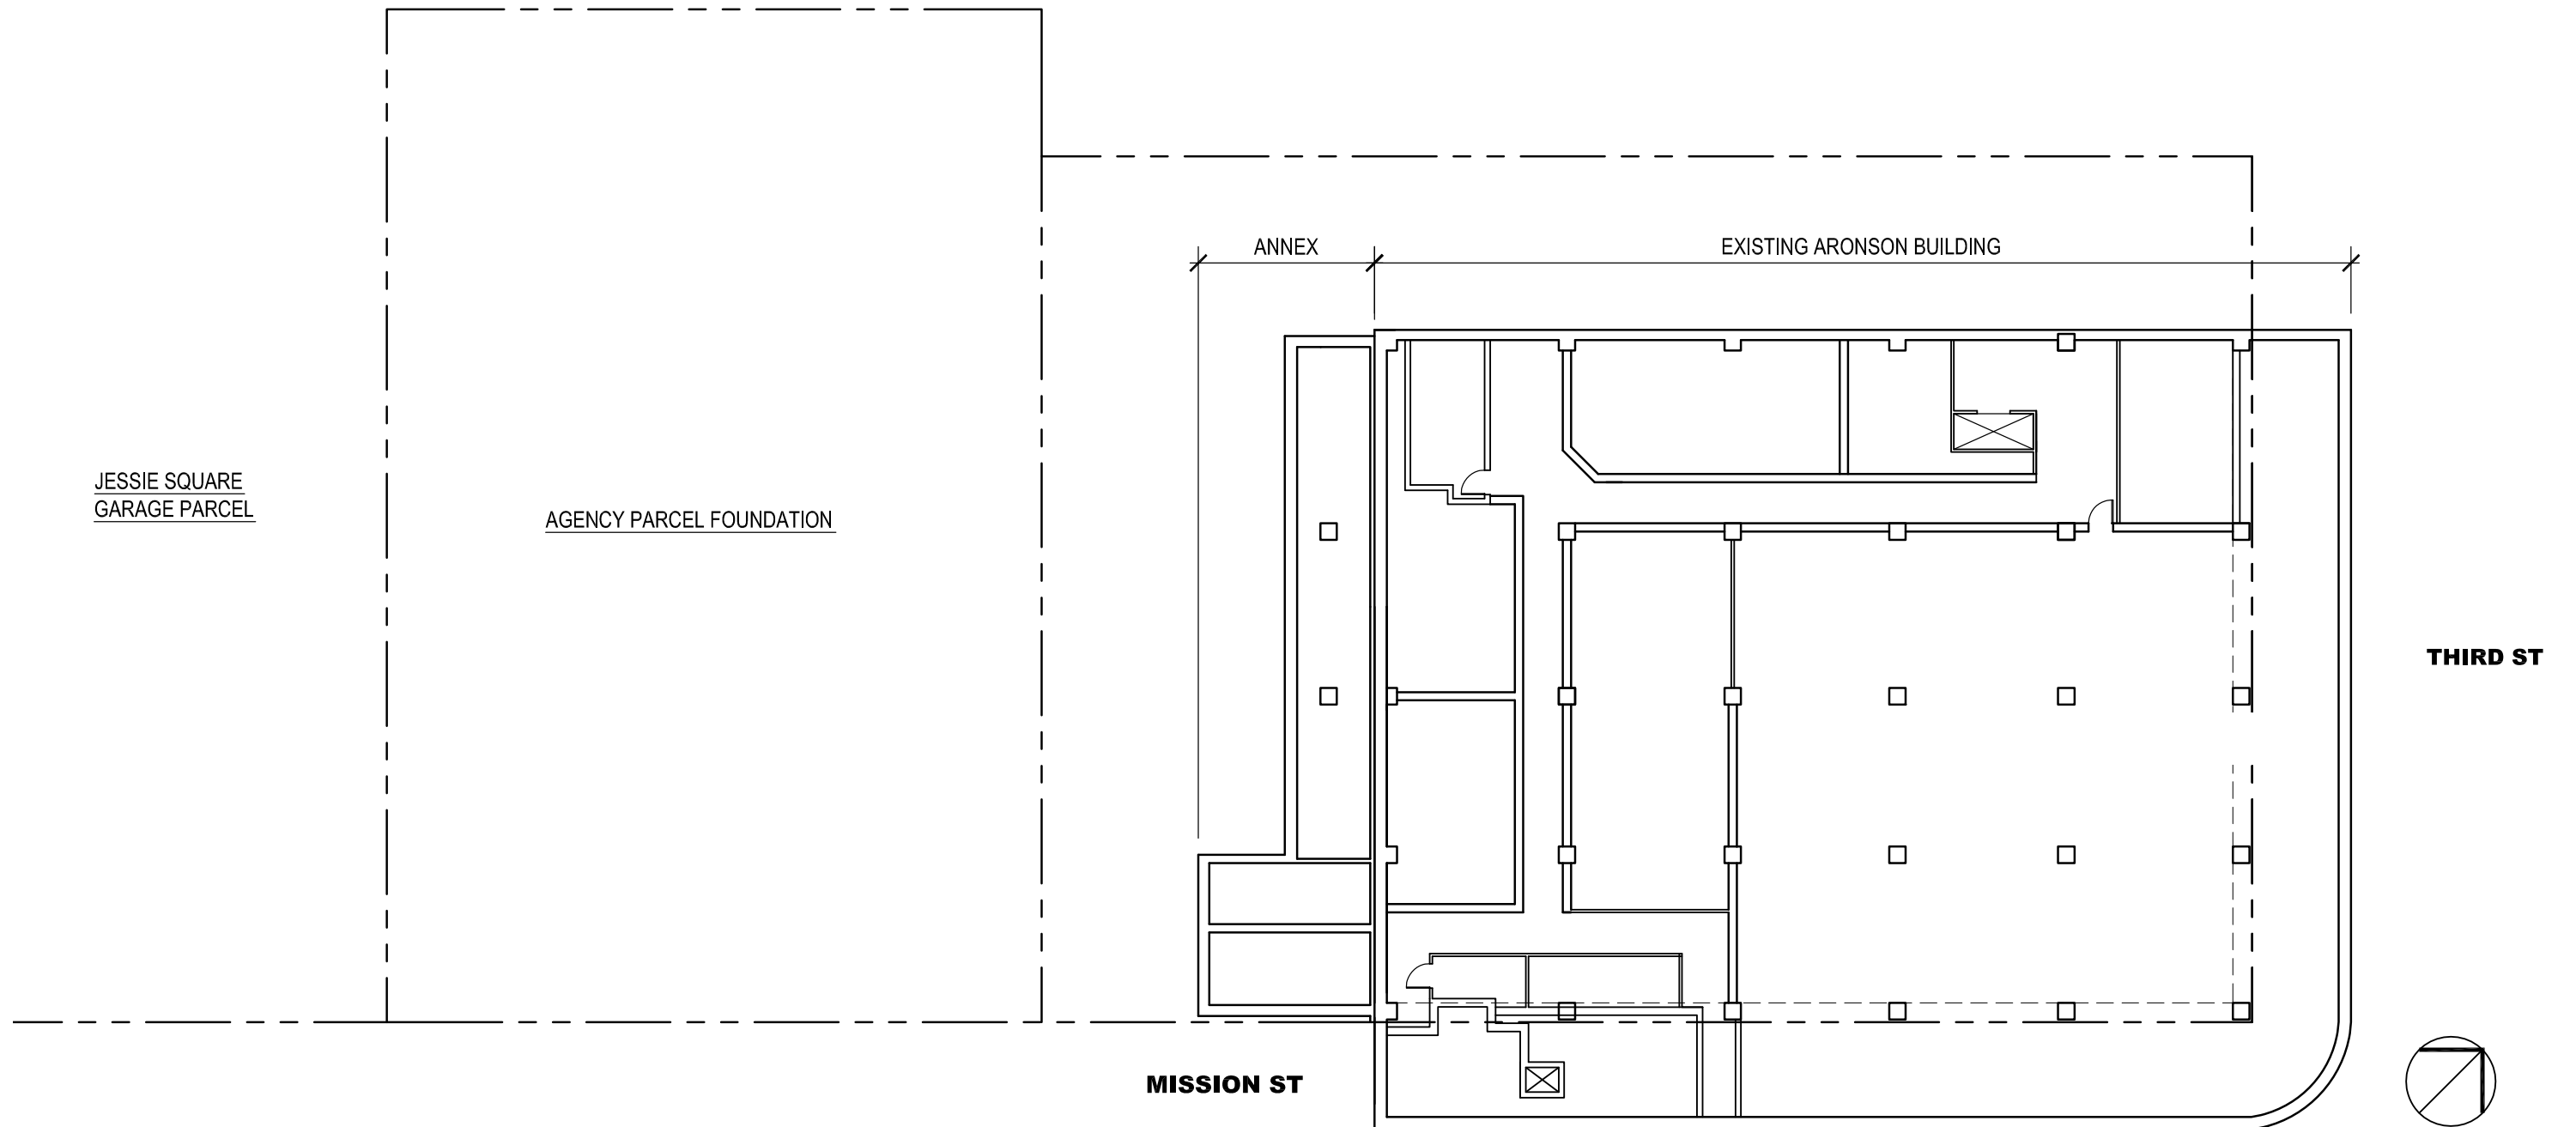 ANNEX
EXISTING ARONSON BUILDING
JESSIE SQUARE
GARAGE PARCEL
AGENCY PARCEL FOUNDATION
THIRD ST
MISSION ST